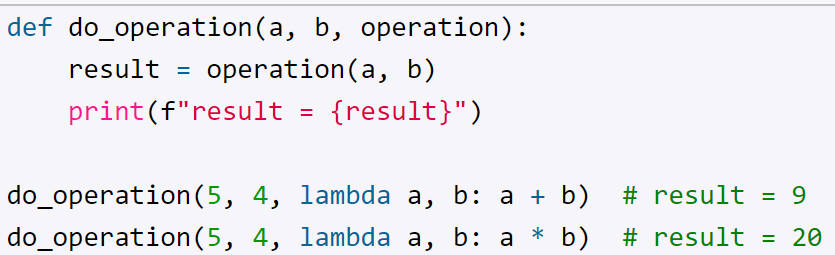 def do_operation(a, b, operation):
    result = operation(a, b)
    print(f"result = {result}")

do_operation(5, 4, lambda a, b: a + b)  # result = 9
do_operation(5, 4, lambda a, b: a * b)  # result = 20